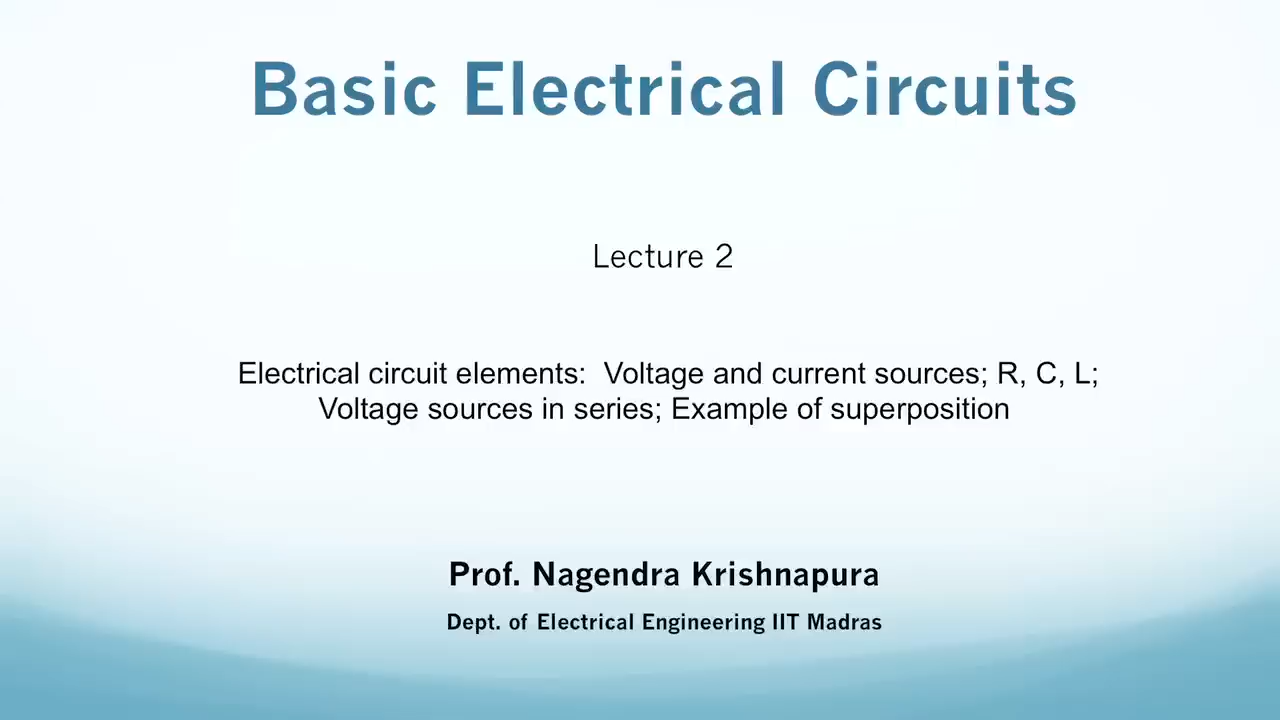 Basic Electrical Circuits
Lecture 2
Electrical circuit elements:  Voltage and current sources; R, C, L;
Voltage sources in series; Example of superposition
Prof. Nagendra Krishnapura
Dept. of Electrical Engineering IIT Madras